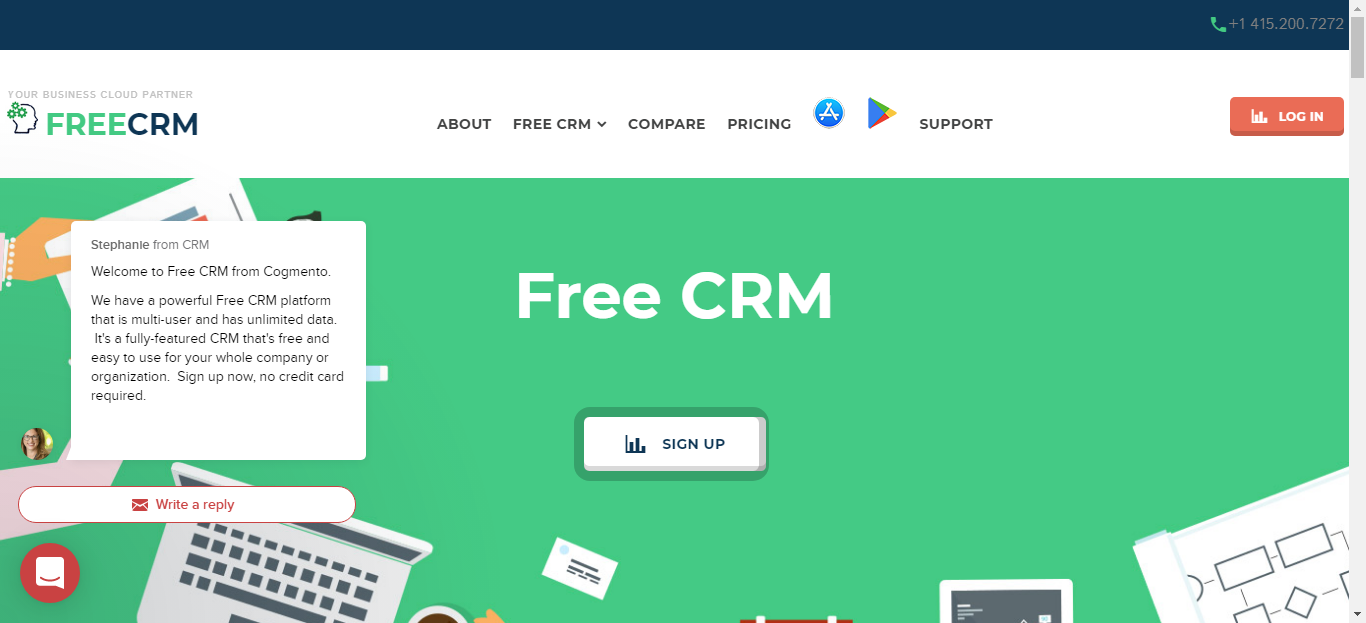 +1 415.200.7272
YOUR BUSINESS CLOUD PARTNER
FREECRM
ABOUT
FREE CRM
COMPARE
PRICING
SUPPORT
LOG IN
Stephanie from CRM
Welcome to Free CRM from Cogmento.
We have a powerful Free CRM platform
that is multi-user and has unlimited data.
It's a fully-featured CRM that's free and
easy to use for your whole company or
organization. Sign up now, no credit card
required.
Write a reply
Free CRM
SIGN UP